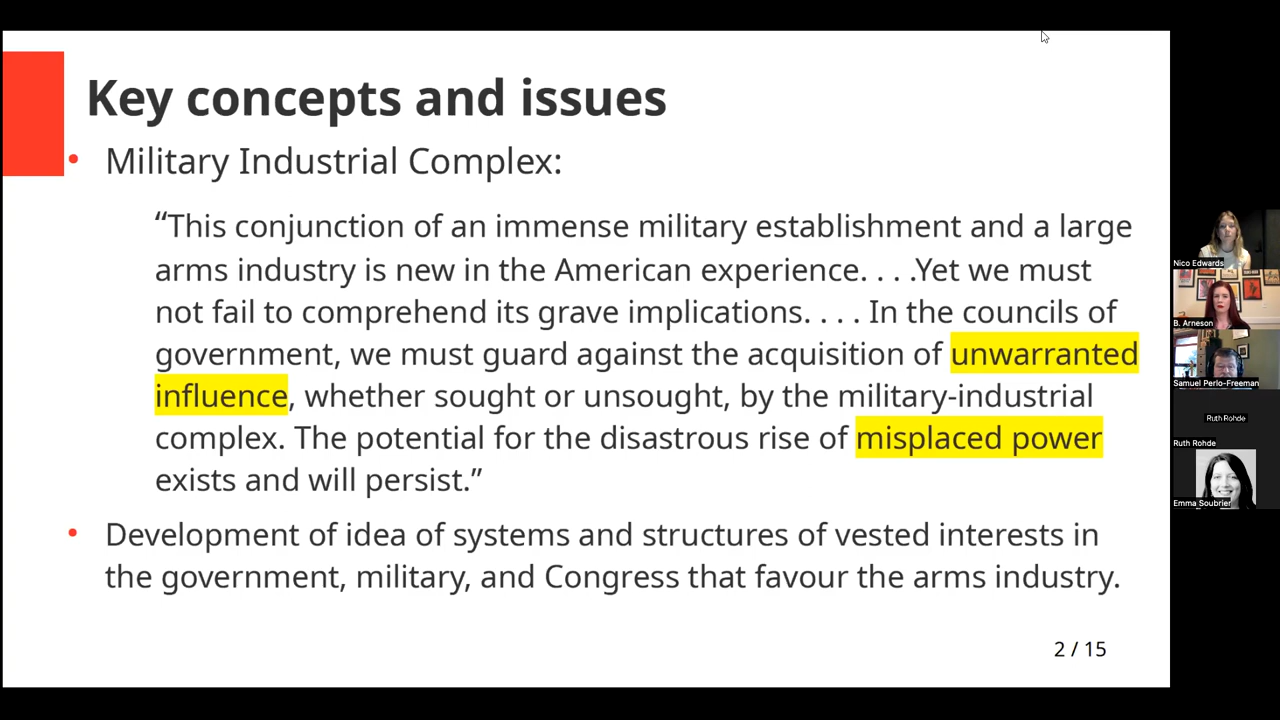 Key concepts and issues
• Military Industrial Complex:
“This conjunction of an immense military establishment and a large
arms industry is new in the American experience. . . .Yet we must
not fail to comprehend its grave implications. . . . In the councils of
government, we must guard against the acquisition of unwarranted
influence, whether sought or unsought, by the military-industrial
complex. The potential for the disastrous rise of misplaced power
exists and will persist.”
• Development of idea of systems and structures of vested interests in
the government, military, and Congress that favour the arms industry.
2 / 15
Nico Edwards
B. Arneson
Samuel Perlo-Freeman
Ruth Rohde
Ruth Rohde
Emma Soubrier